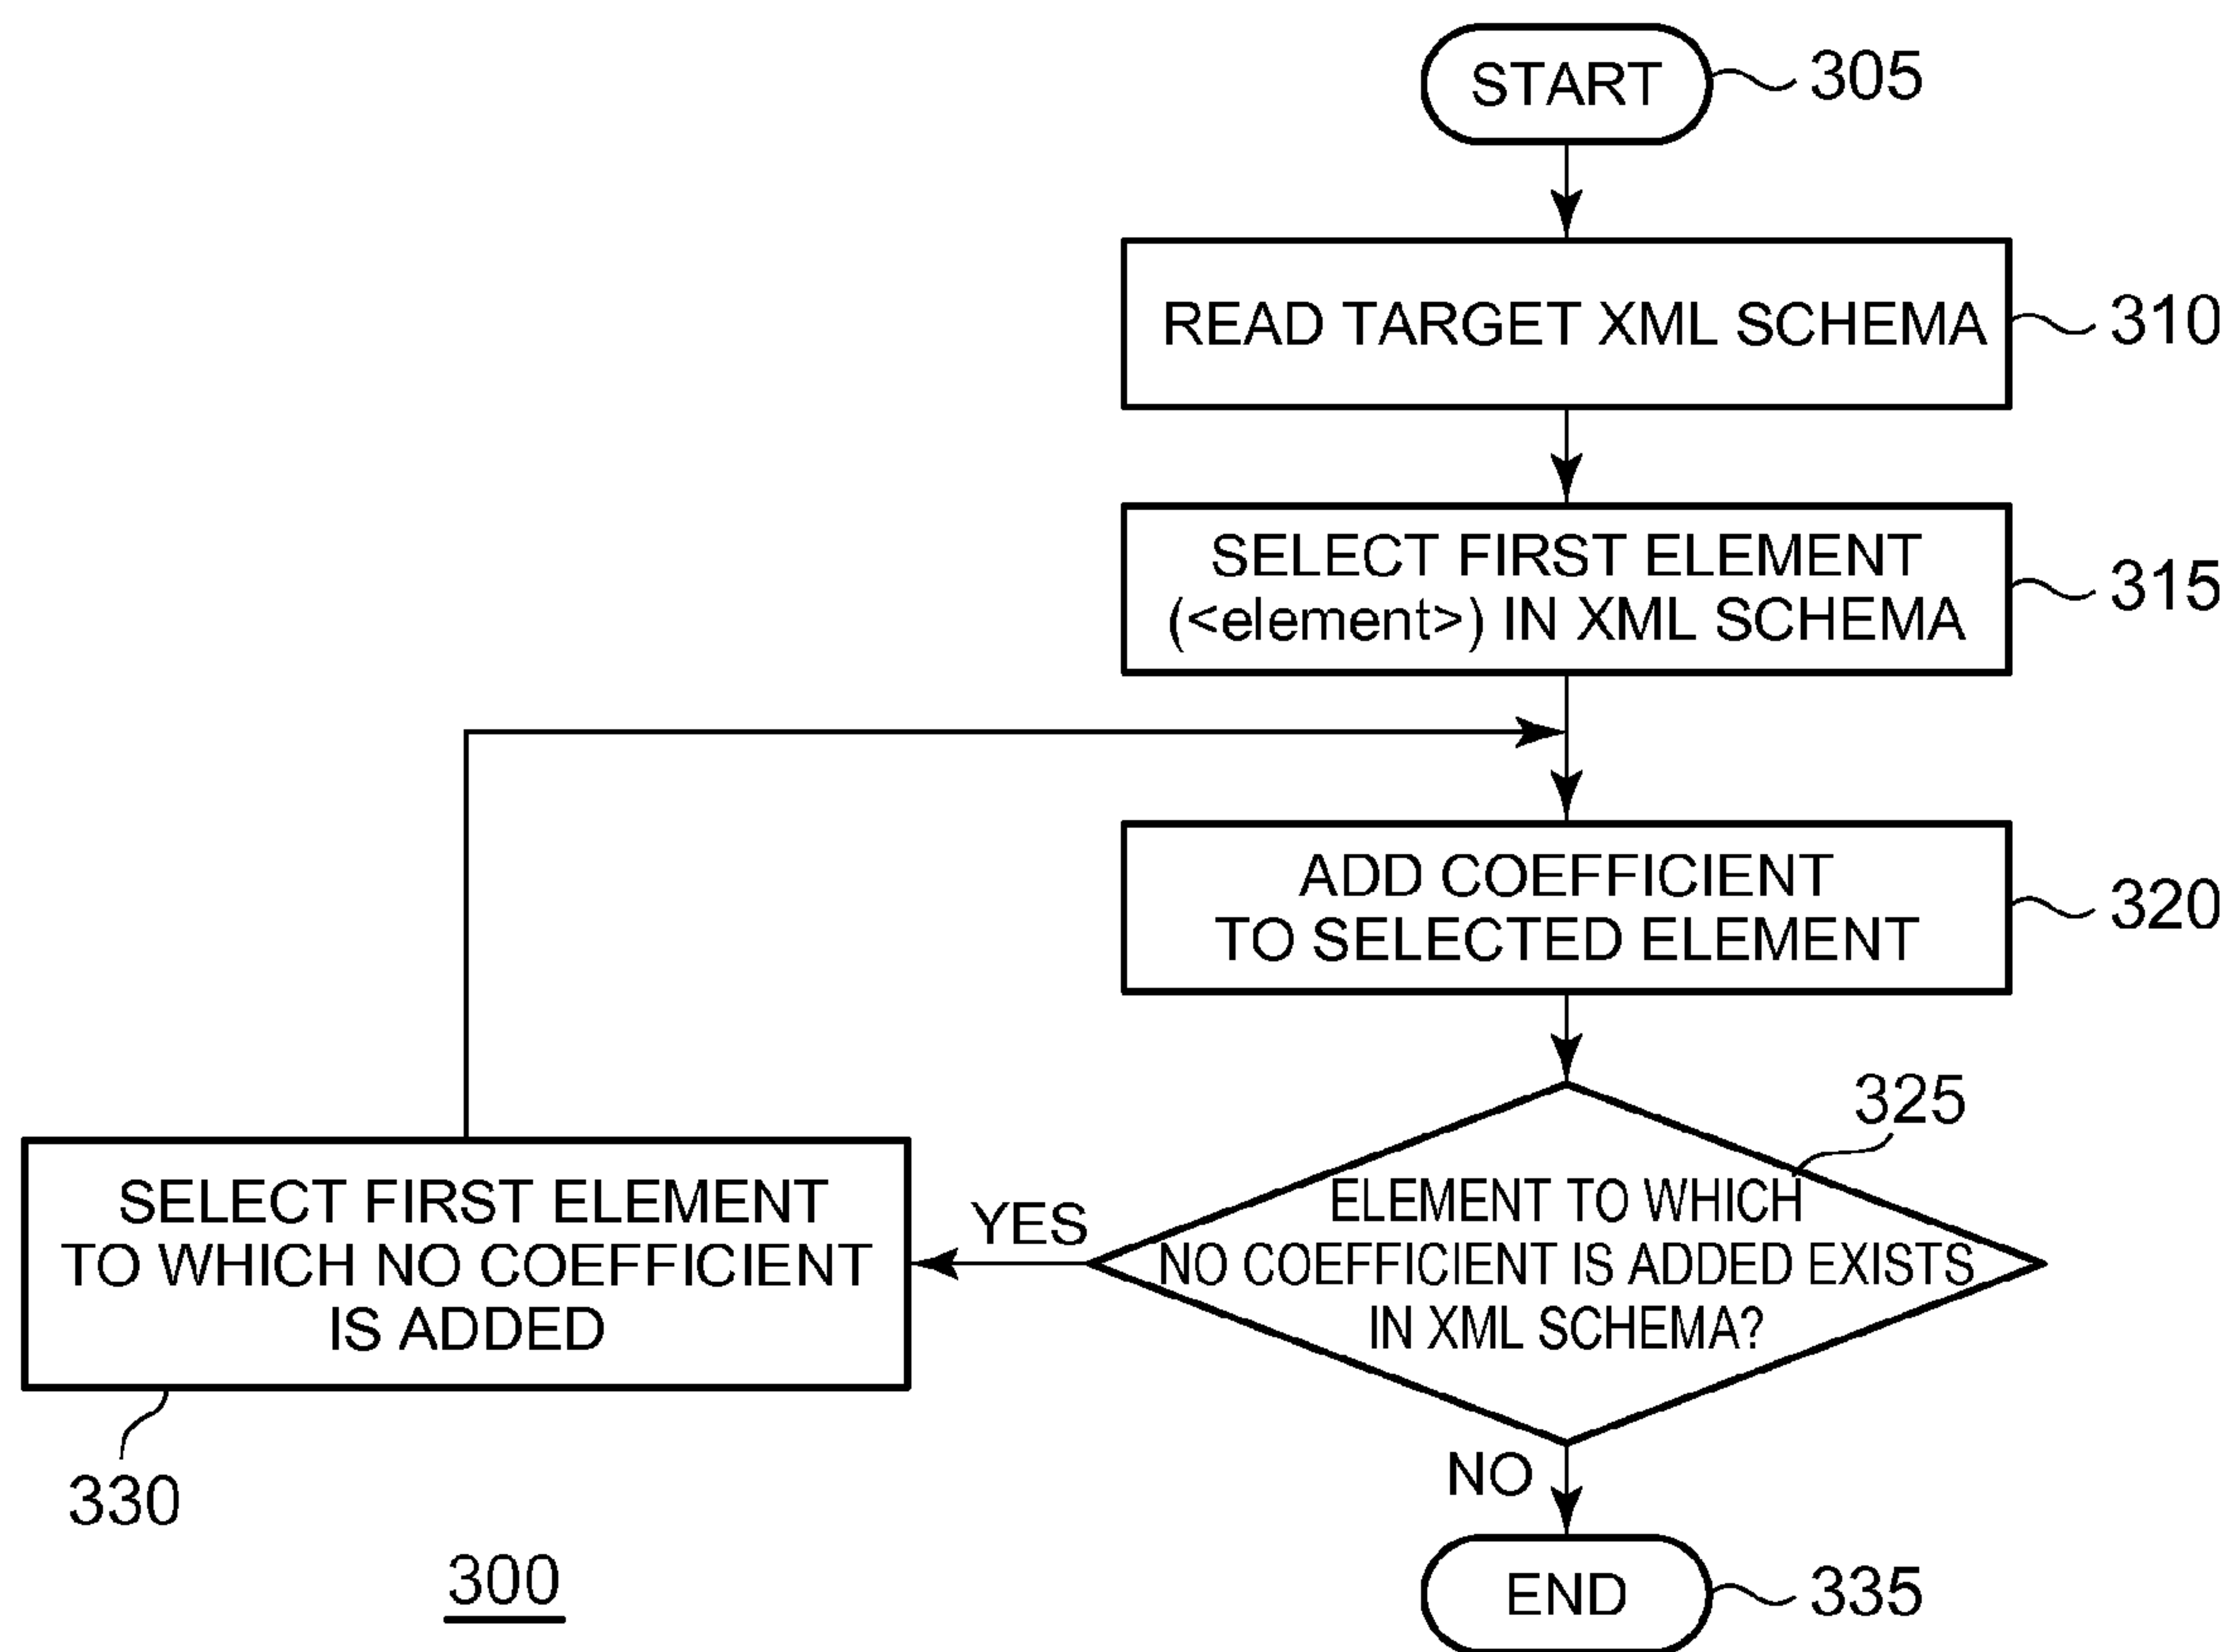 START
305
READ TARGET XML SCHEMA
310
SELECT FIRST ELEMENT
(<element>) IN XML SCHEMA
315
ADD COEFFICIENT
TO SELECTED ELEMENT
320
325
ELEMENT TO WHICH
NO COEFFICIENT IS ADDED EXISTS
IN XML SCHEMA?
YES
SELECT FIRST ELEMENT
TO WHICH NO COEFFICIENT
IS ADDED
330
NO
300
END
335